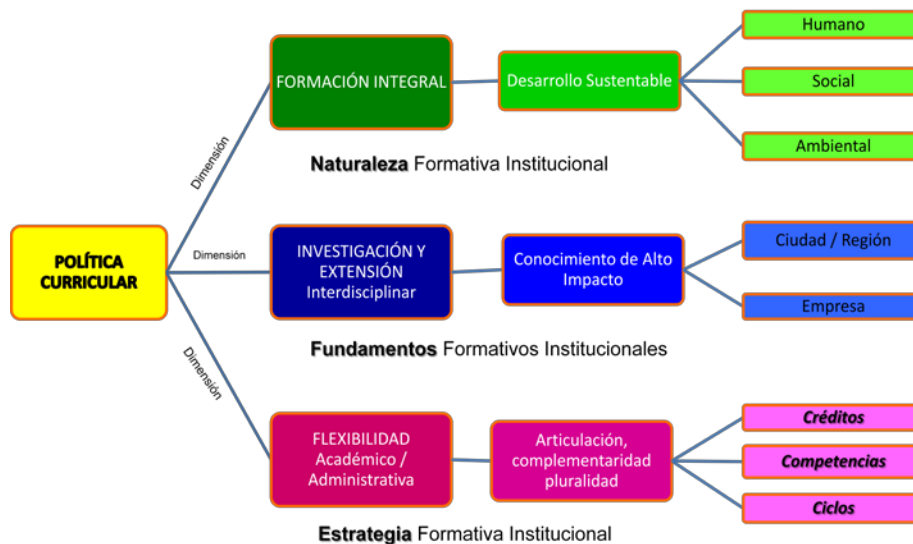 Humano
FORMACIÓN INTEGRAL
Desarrollo Sustentable
Social
Ambiental
Dimensión
Naturaleza Formativa Institucional
POLÍTICA
CURRICULAR
Dimensión
INVESTIGACIÓN Y
EXTENSIÓN
Interdisciplinar
Conocimiento de Alto
Impacto
Ciudad / Región
Empresa
Fundamentos Formativos Institucionales
Dimensión
FLEXIBILIDAD
Académico /
Administrativa
Articulación,
complementaridad
pluralidad
Créditos
Competencias
Ciclos
Estrategia Formativa Institucional